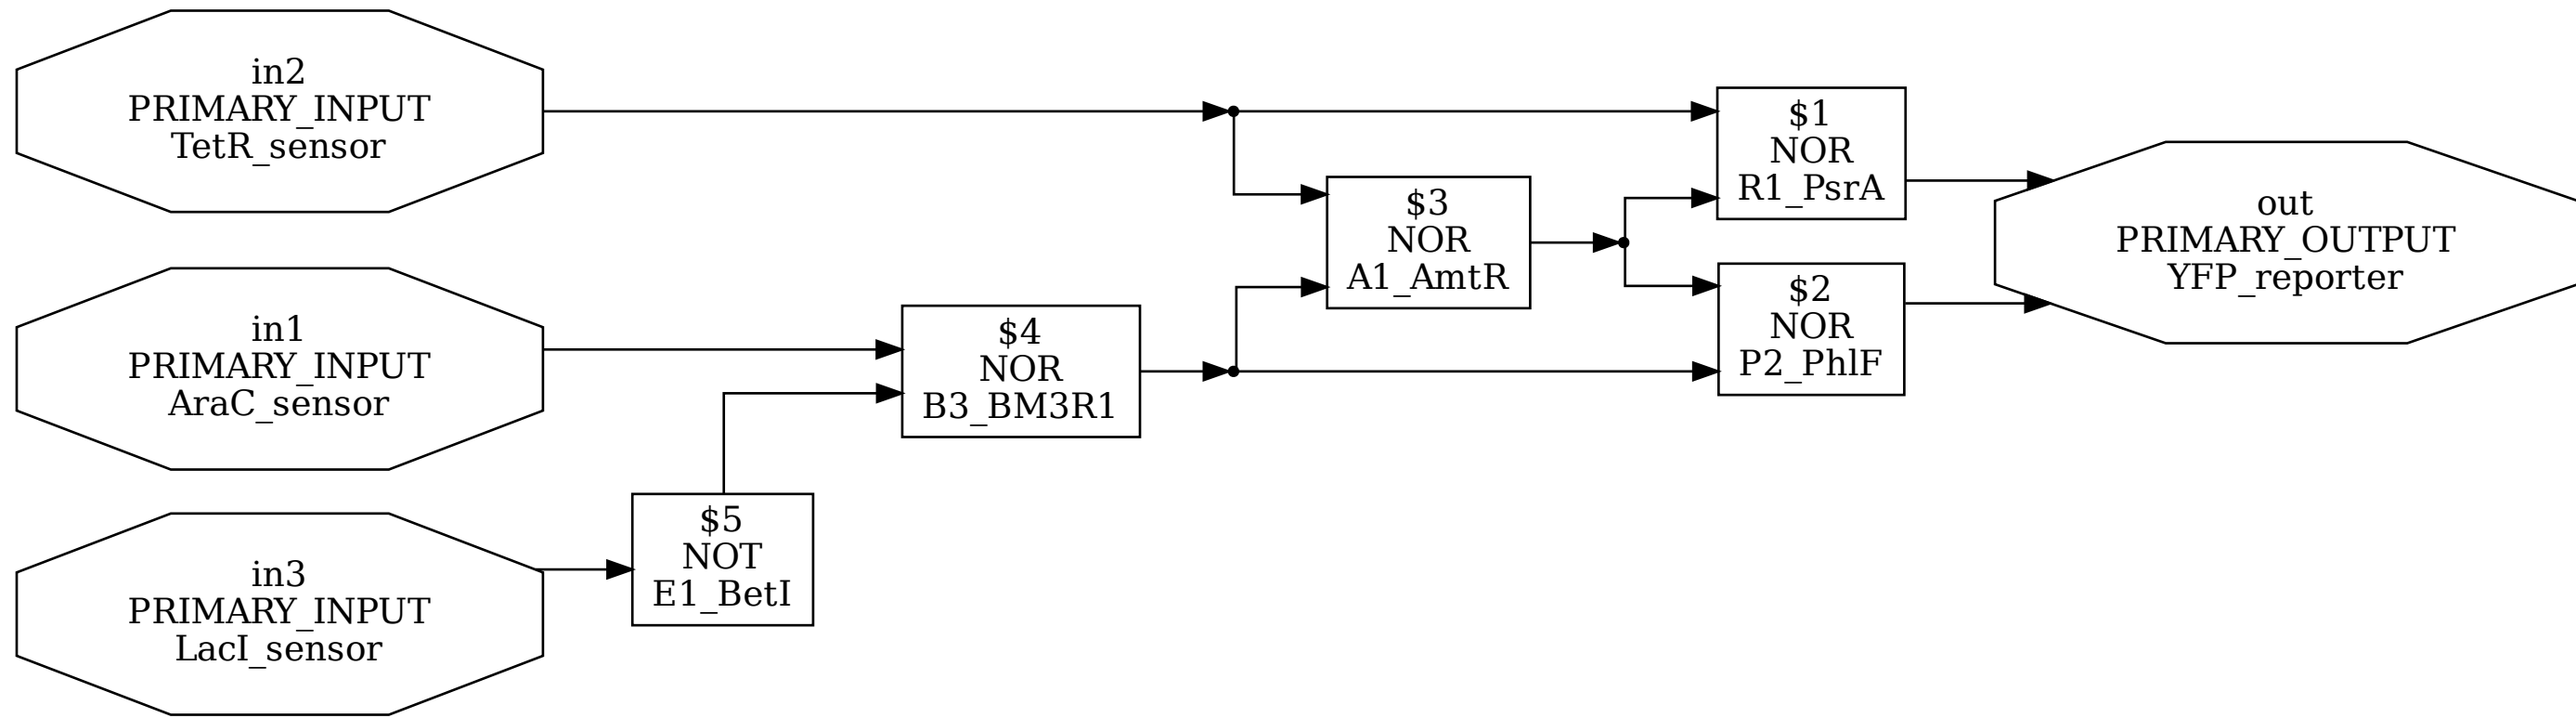 in2
PRIMARY_INPUT
TetR_sensor
in1
PRIMARY_INPUT
AraC_sensor
in3
PRIMARY_INPUT
LacI_sensor
$5
NOT
E1_BetI
$4
NOR
B3_BM3R1
$3
NOR
A1_AmtR
$1
NOR
R1_PsrA
$2
NOR
P2_PhlF
out
PRIMARY_OUTPUT
YFP_reporter